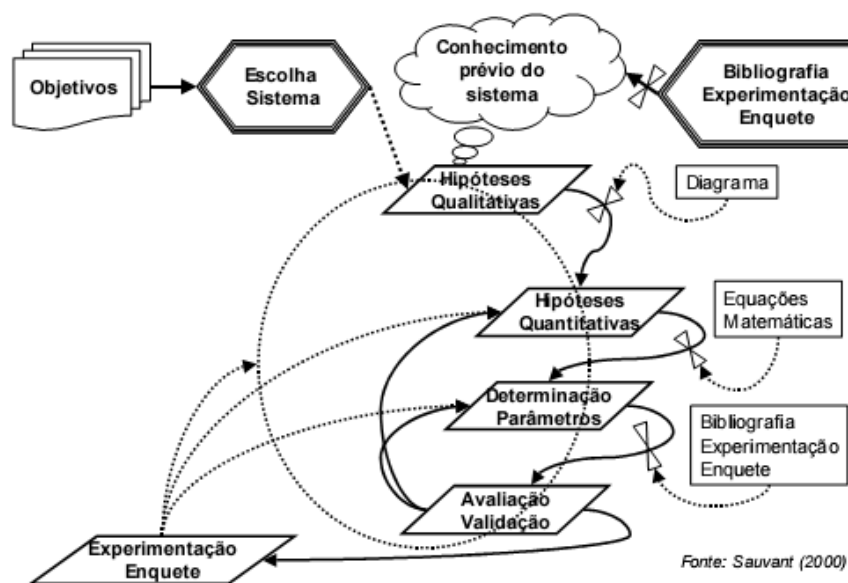 Objetivos
Escolha
Sistema
Conhecimento
prévio do
sistema
Bibliografia
Experimentação
Enquete
Hipóteses
Qualitativas
Diagrama
Hipóteses
Quantitativas
Equações
Matemáticas
Determinação
Parâmetros
Bibliografia
Experimentação
Enquete
Avaliação
Validação
Experimentação
Enquete
Fonte: Sauvant (2000)